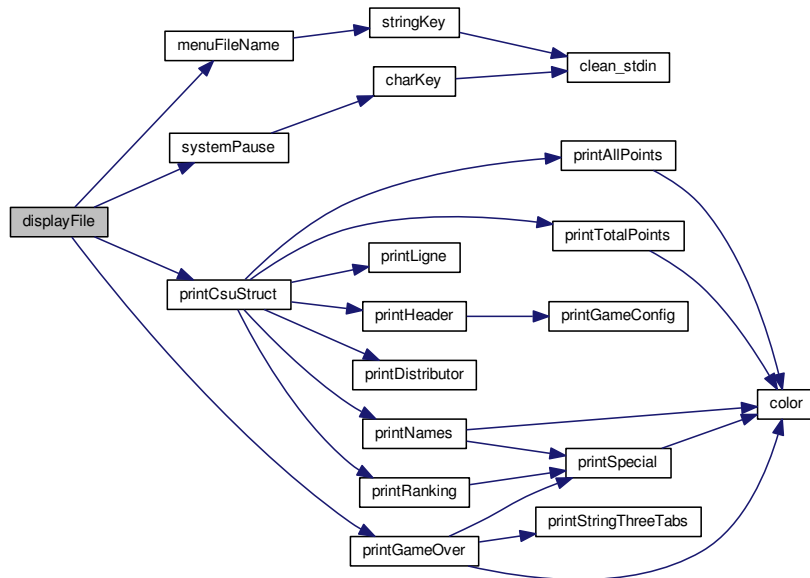 stringKey
menuFileName
clean_stdin
charKey
systemPause
printAllPoints
displayFile
printTotalPoints
printLigne
printCsuStruct
printHeader
printGameConfig
printDistributor
color
printNames
printSpecial
printRanking
printStringThreeTabs
printGameOver